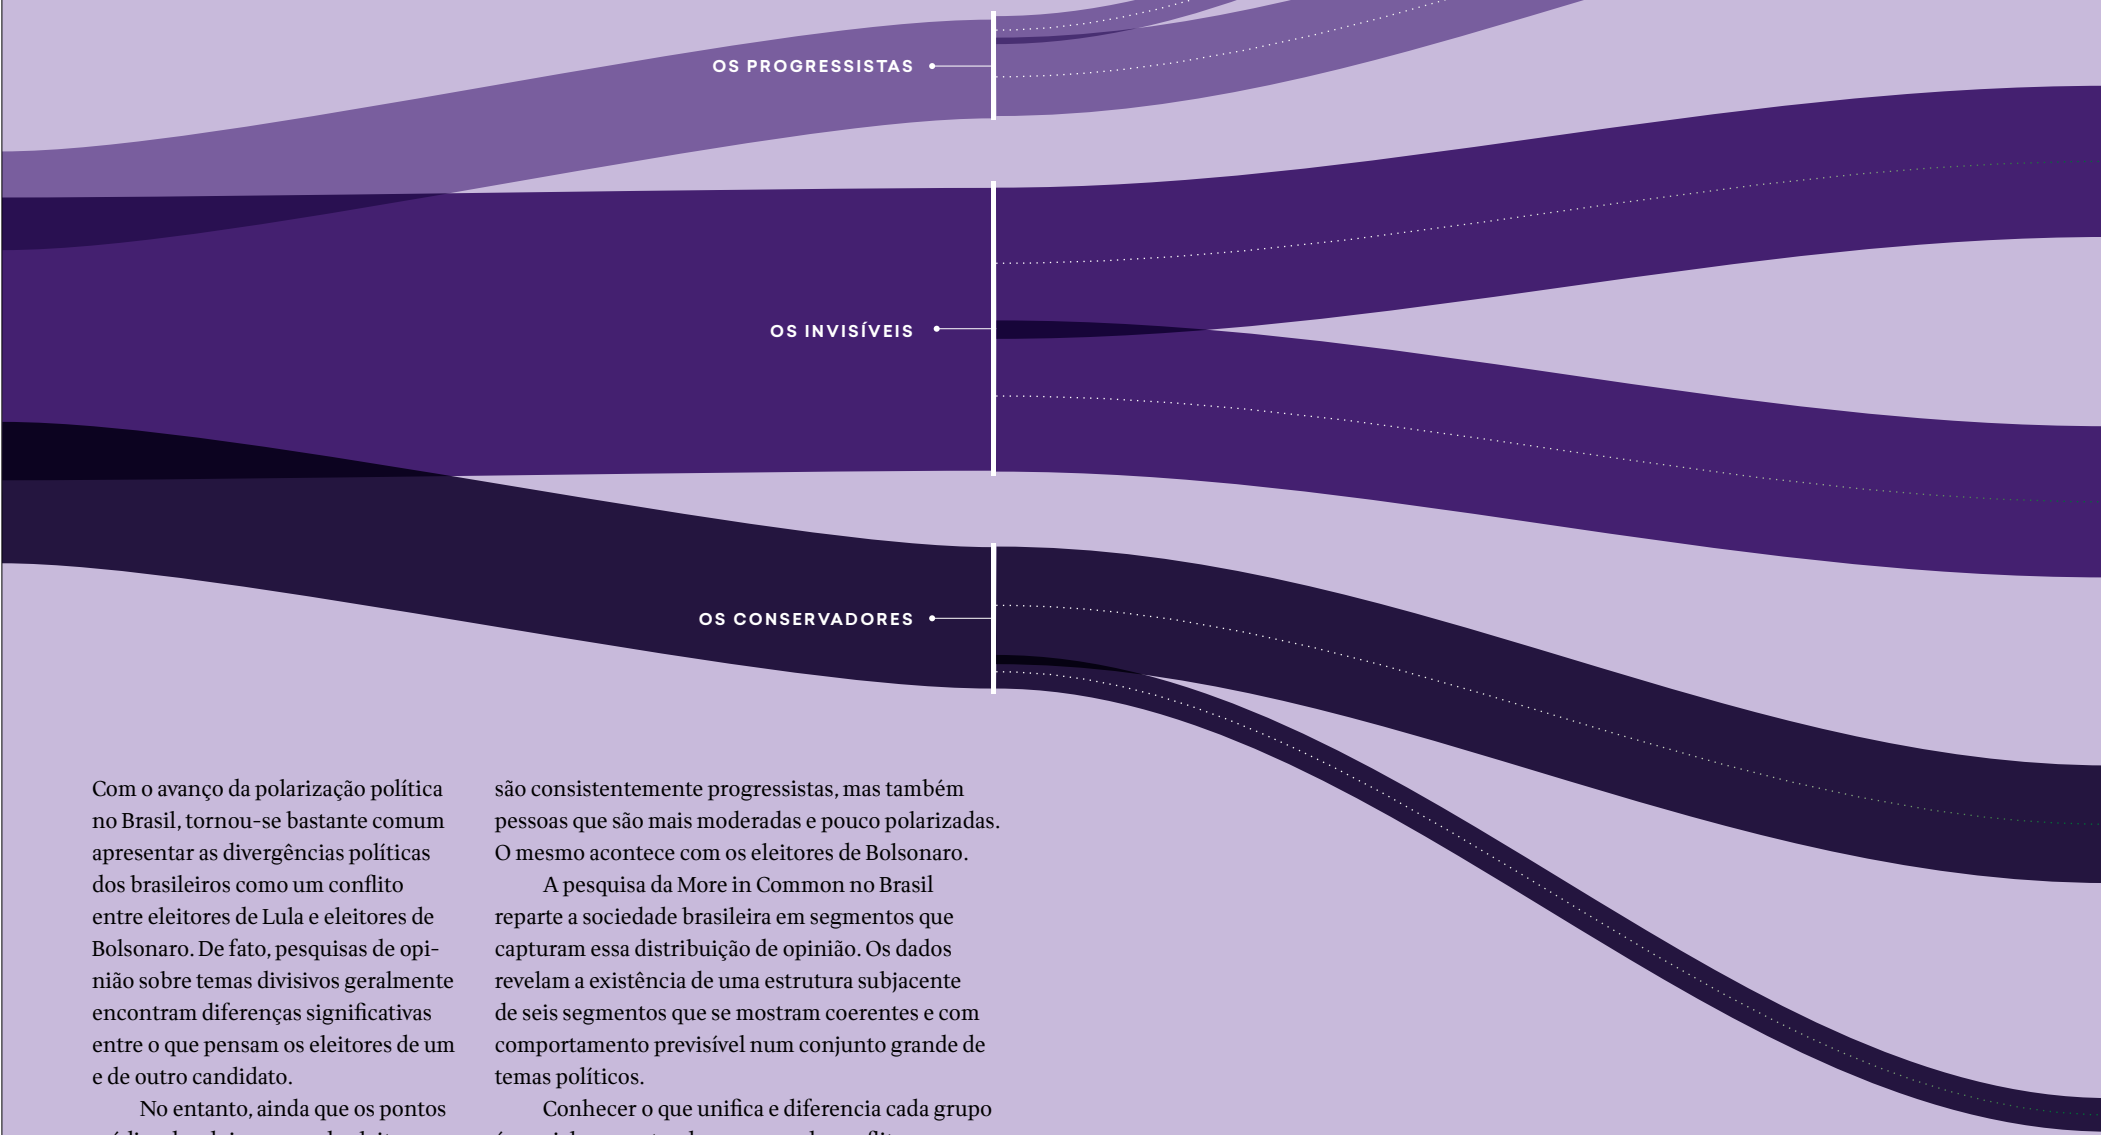 OS PROGRESSISTAS
OS INVISÍVEIS
OS CONSERVADORES
Com o avanço da polarização política
no Brasil, tornou-se bastante comum
apresentar as divergências políticas
dos brasileiros como um conflito
entre eleitores de Lula e eleitores de
Bolsonaro. De fato, pesquisas de opi-
nião sobre temas divisivos geralmente
encontram diferenças significativas
entre o que pensam os eleitores de um
e de outro candidato.
No entanto, ainda que os pontos
são consistentemente progressistas, mas também
pessoas que são mais moderadas e pouco polarizadas.
O mesmo acontece com os eleitores de Bolsonaro.
A pesquisa da More in Common no Brasil
reparte a sociedade brasileira em segmentos que
capturam essa distribuição de opinião. Os dados
revelam a existência de uma estrutura subjacente
de seis segmentos que se mostram coerentes e com
comportamento previsível num conjunto grande de
temas políticos.
Conhecer o que unifica e diferencia cada grupo